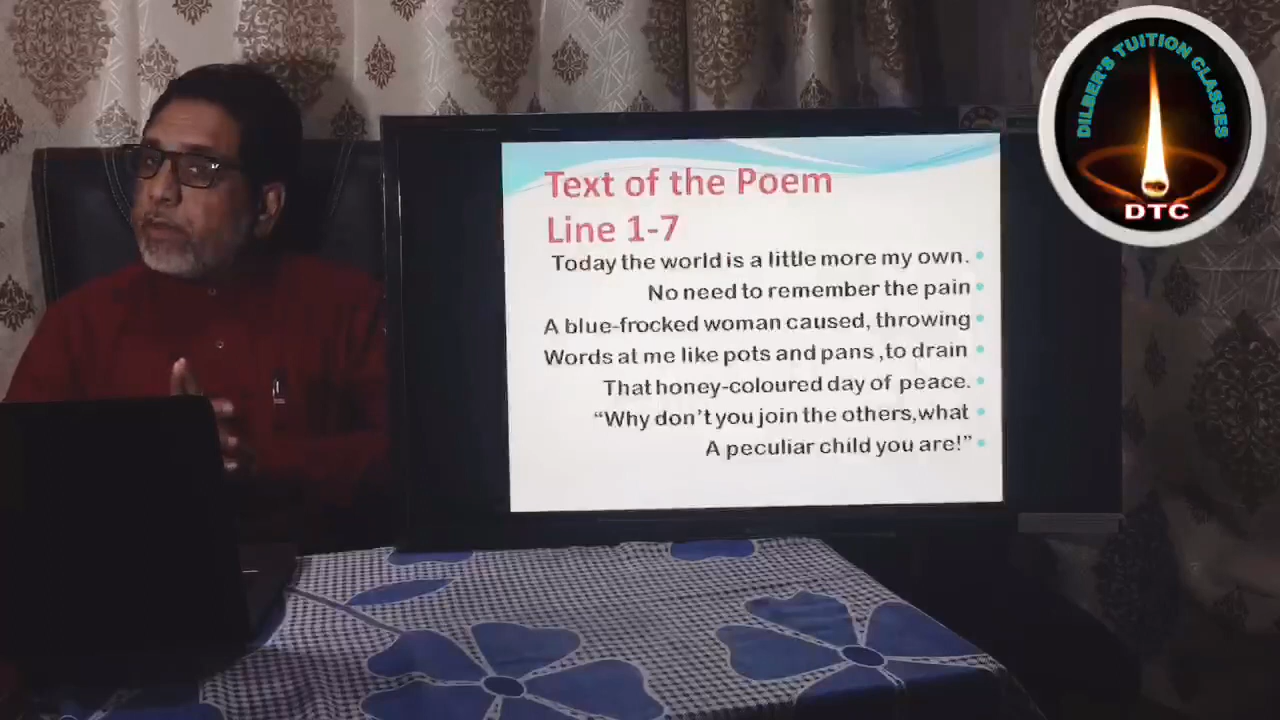 Text of the Poem
Line 1-7
Today the world is a little more my own.
No need to remember the pain
A blue-frocked woman caused, throwing
Words at me like pots and pans ,to drain
That honey-coloured day of peace.
“Why don’t you join the others,what
A peculiar child you are!”
DILBER'S TUITION CLASSES
DTC